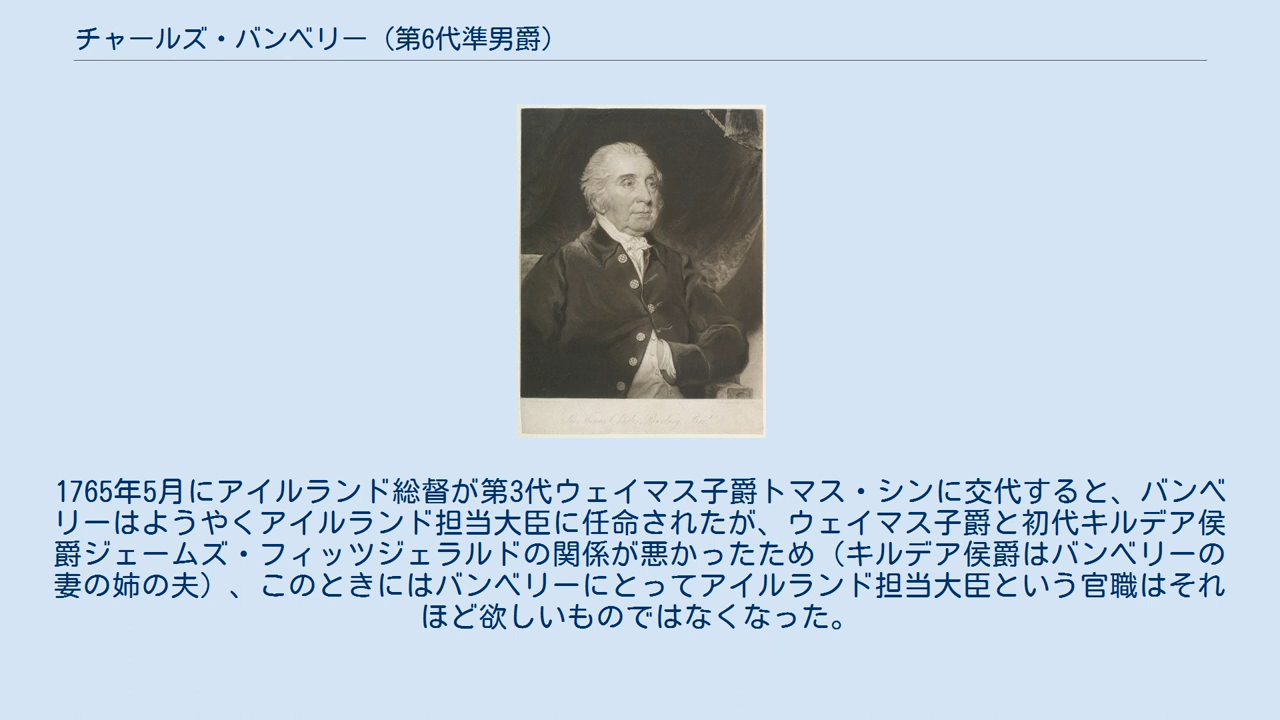 チャールズ・バンベリー（第6代準男爵）
1765年5月にアイルランド総督が第3代ウェイマス子爵トマス・シンに交代すると、バンベ
リーはようやくアイルランド担当大臣に任命されたが、ウェイマス子爵と初代キルデア侯
爵ジェームズ・フィッツジェラルドの関係が悪かったため（キルデア侯爵はバンベリーの
妻の姉の夫）、このときにはバンベリーにとってアイルランド担当大臣という官職はそれ
ほど欲しいものではなくなった。